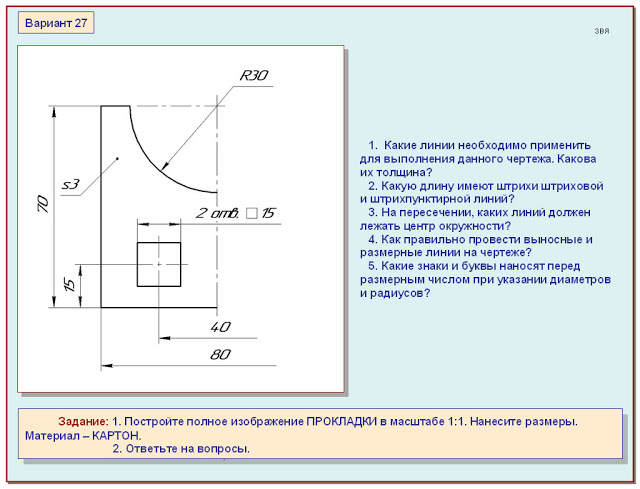 Вариант 27
звя
R30
s3
70
2 отв. □ 15
15
40
80
1. Какие линии необходимо применить
для выполнения данного чертежа. Какова
их толщина?
2. Какую длину имеют штрихи штриховой
и штрихпунктирной линий?
3. На пересечении, каких линий должен
лежать центр окружности?
4. Как правильно провести выносные и
размерные линии на чертеже?
5. Какие знаки и буквы наносят перед
размерным числом при указании диаметров
и радиусов?
Задание: 1. Постройте полное изображение ПРОКЛАДКИ в масштабе 1:1. Нанесите размеры.
Материал – КАРТОН.
2. Ответьте на вопросы.